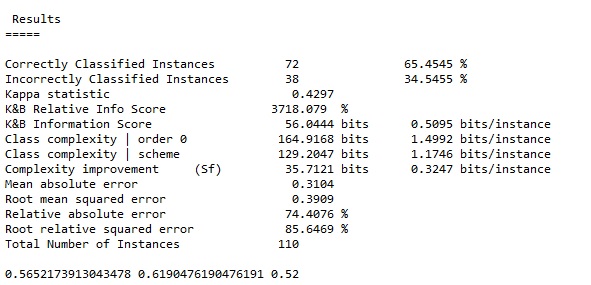 Results
=====
Correctly Classified Instances 72 65.4545 %
Incorrectly Classified Instances 38 34.5455 %
Kappa statistic 0.4297
K&B Relative Info Score 3718.079 %
K&B Information Score 56.0444 bits 0.5095 bits/instance
Class complexity | order 0 164.9168 bits 1.4992 bits/instance
Class complexity | scheme 129.2047 bits 1.1746 bits/instance
Complexity improvement (Sf) 35.7121 bits 0.3247 bits/instance
Mean absolute error 0.3104
Root mean squared error 0.3909
Relative absolute error 74.4076 %
Root relative squared error 85.6469 %
Total Number of Instances 110
0.5652173913043478 0.6190476190476191 0.52